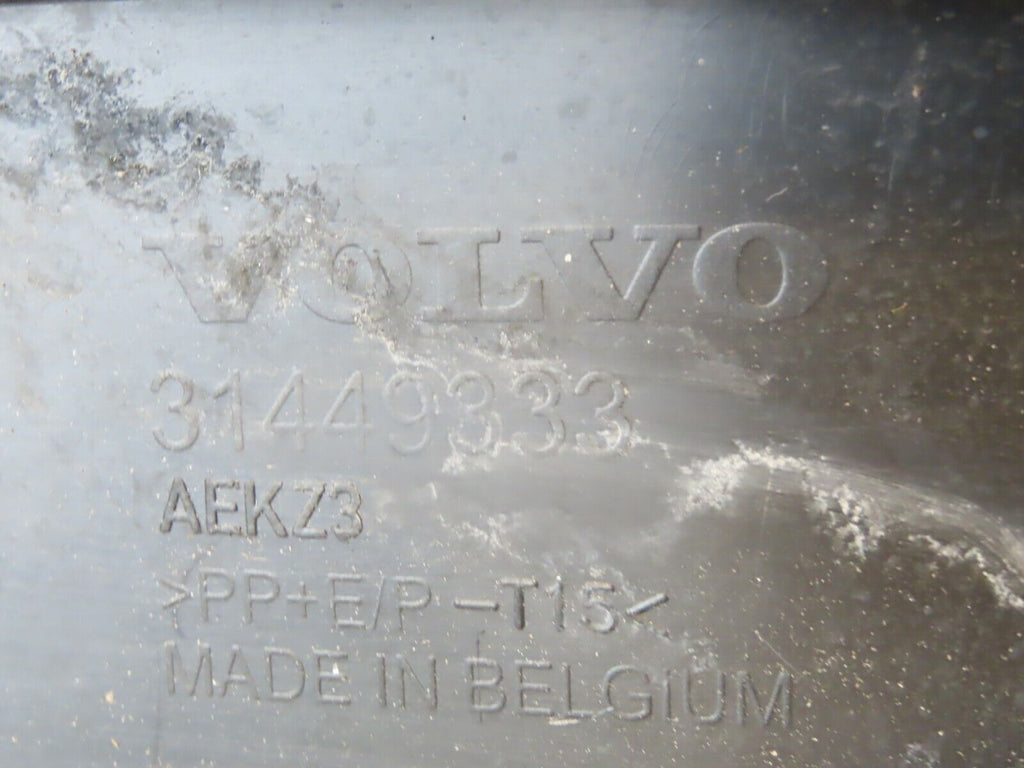 VOLVO
31449333
AEKZ3
>PP+E/P-T15<
MADE IN BELGIUM